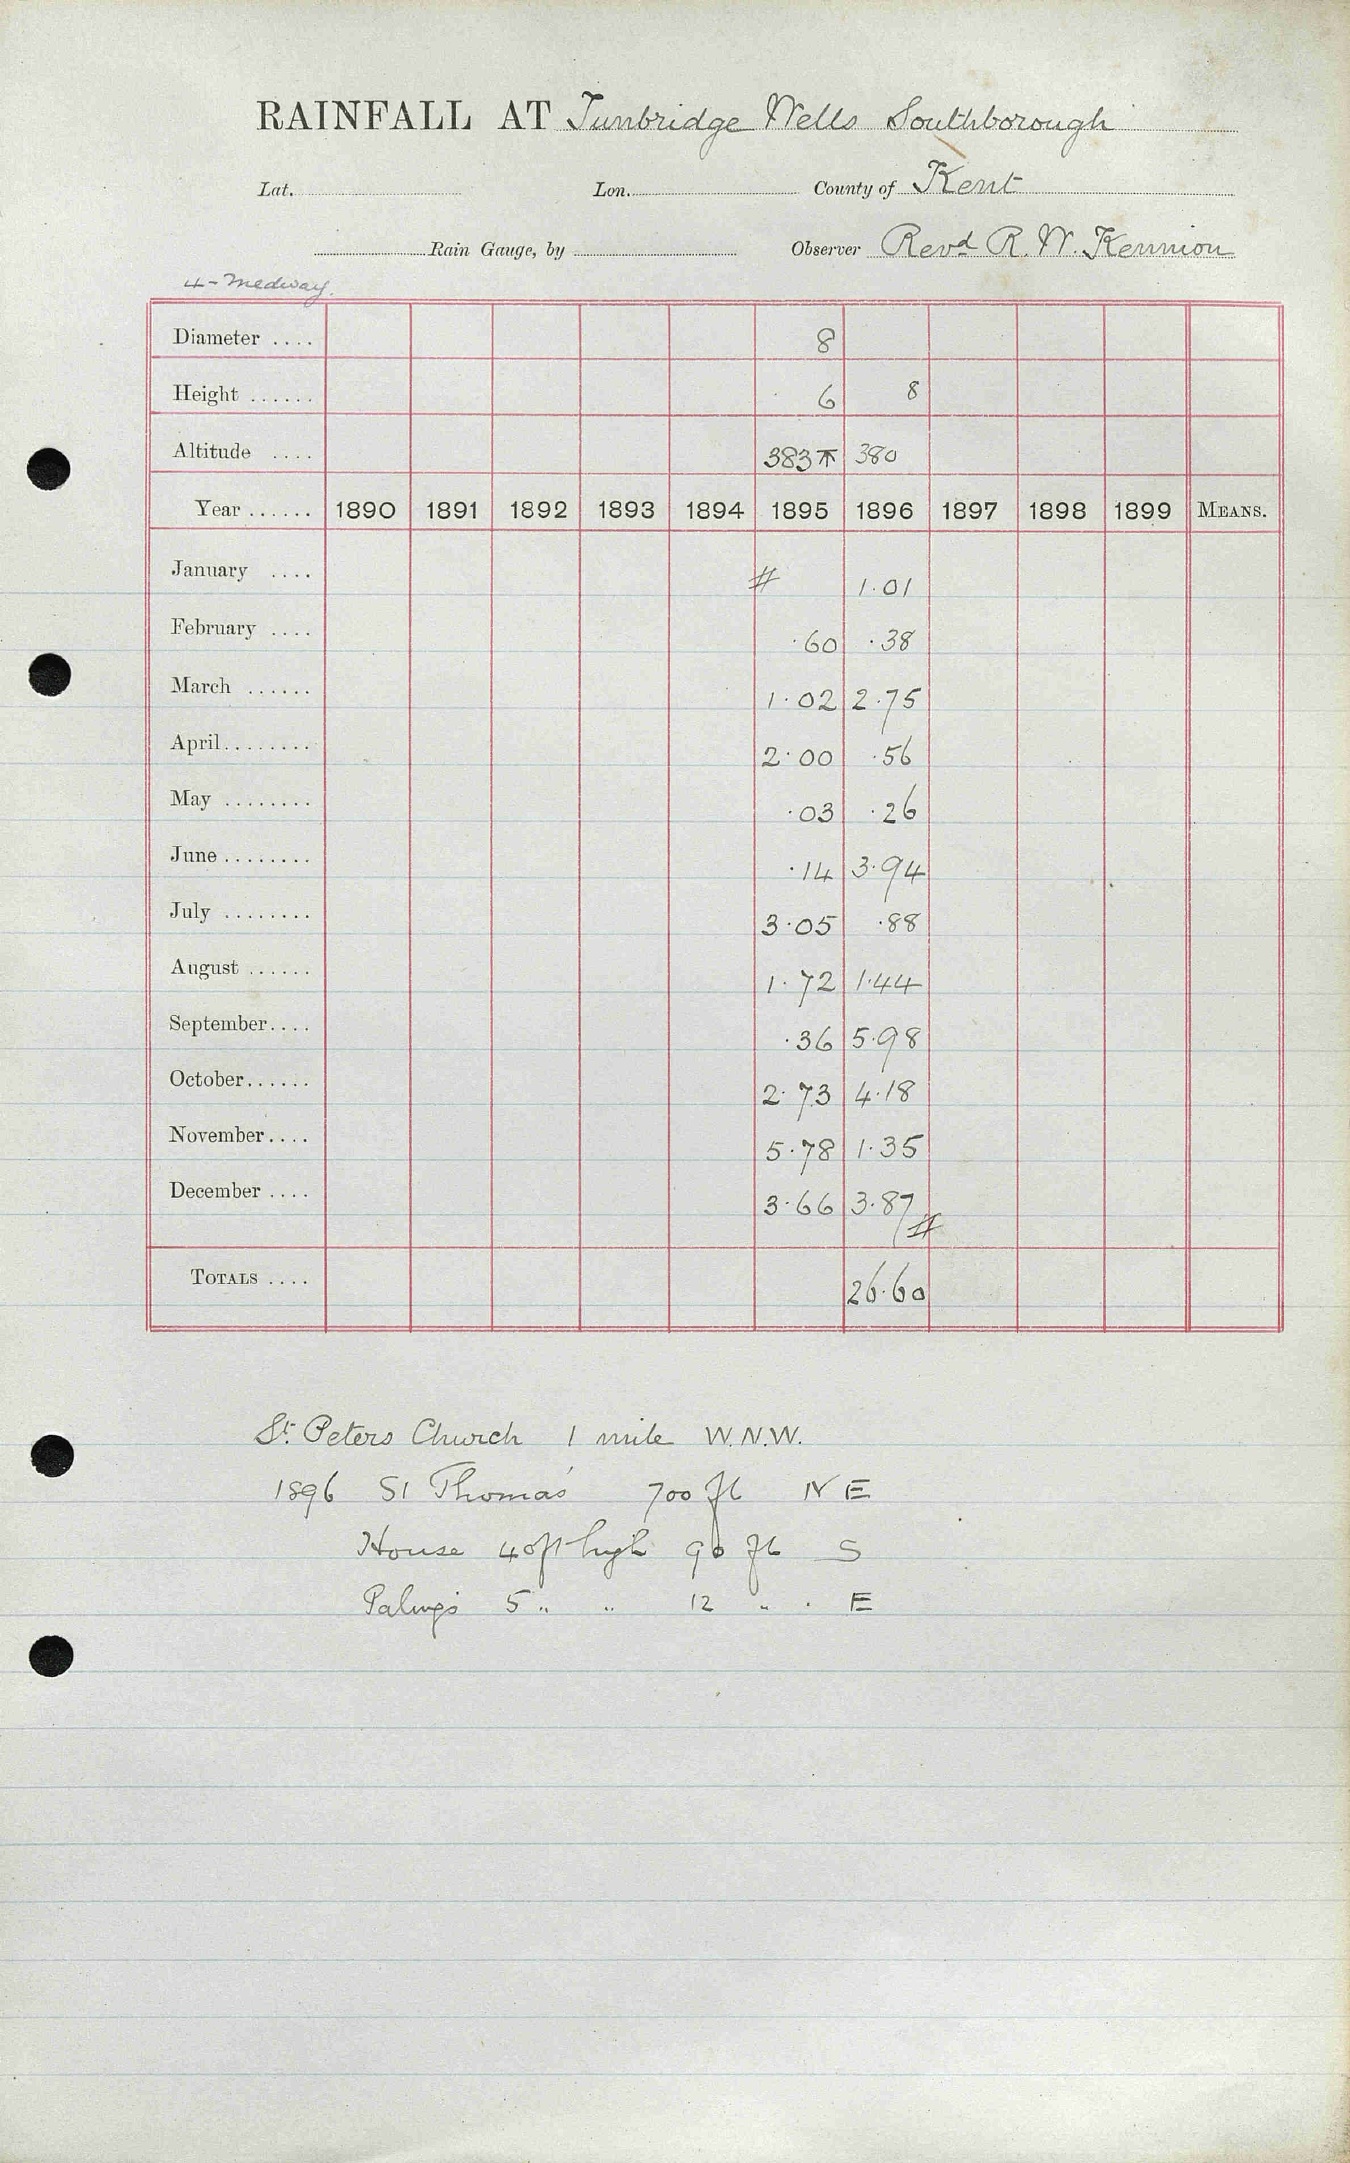 RAINFALL AT Tunbridge Wells Southborough
Lat. Lon. County of Kent
Rain Gauge, by Observer Revd R. W. Kennion
4 - Medway.
Diameter .... 8
Height ...... 6 8
Altitude .... 383 ⊼ 380
Year ...... 1890 1891 1892 1893 1894 1895 1896 1897 1898 1899 MEANS.
January .... # 1.01
February .... .60 .38
March ...... 1.02 2.75
April ........ 2.00 .56
May ........ .03 .26
June ........ .14 3.94
July ........ 3.05 .88
August ...... 1.72 1.44
September .... .36 5.98
October ...... 2.73 4.18
November .... 5.78 1.35
December .... 3.66 3.87 #
TOTALS .... 26.60
St. Peters Church 1 mile W.N.W.
1896 St Thomas' 700 ft N E
House 40 ft high 90 ft S
Palings 5 " " 12 " . E